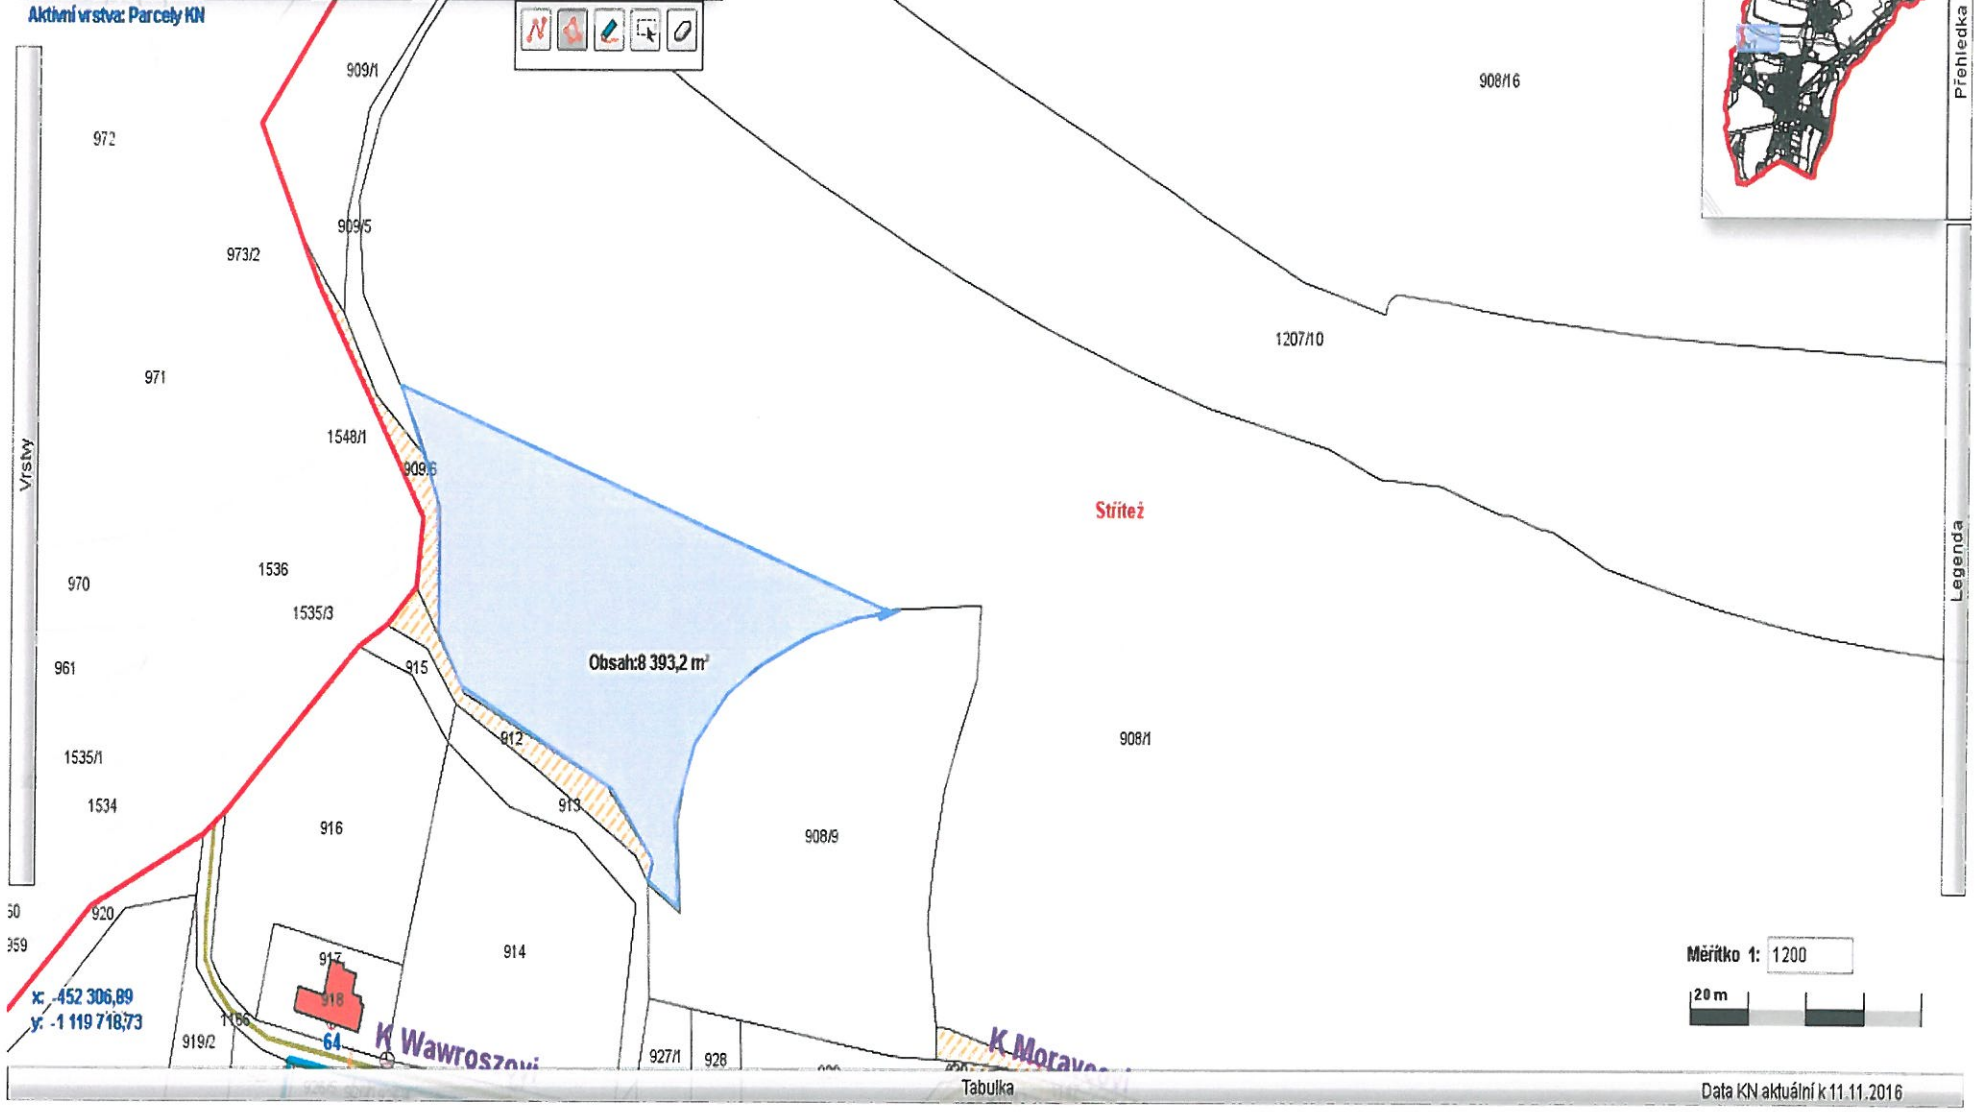 Aktivní vrstva: Parcely KN
909/1
908/16
Přehledka
972
909/5
973/2
1207/10
971
1548/1
909/6
Vrstvy
Střítež
1536
970
1535/3
Legenda
961
915
Obsah:8 393,2 m²
912
908/1
1535/1
1534
913
916
908/9
920
959
914
917
Měřítko 1: 1200
918
20 m
x: -452 306,89
y: -1 119 718,73
1166
919/2
64
K Wawroszovi
927/1
928
Tabulka
Data KN aktuální k 11.11.2016